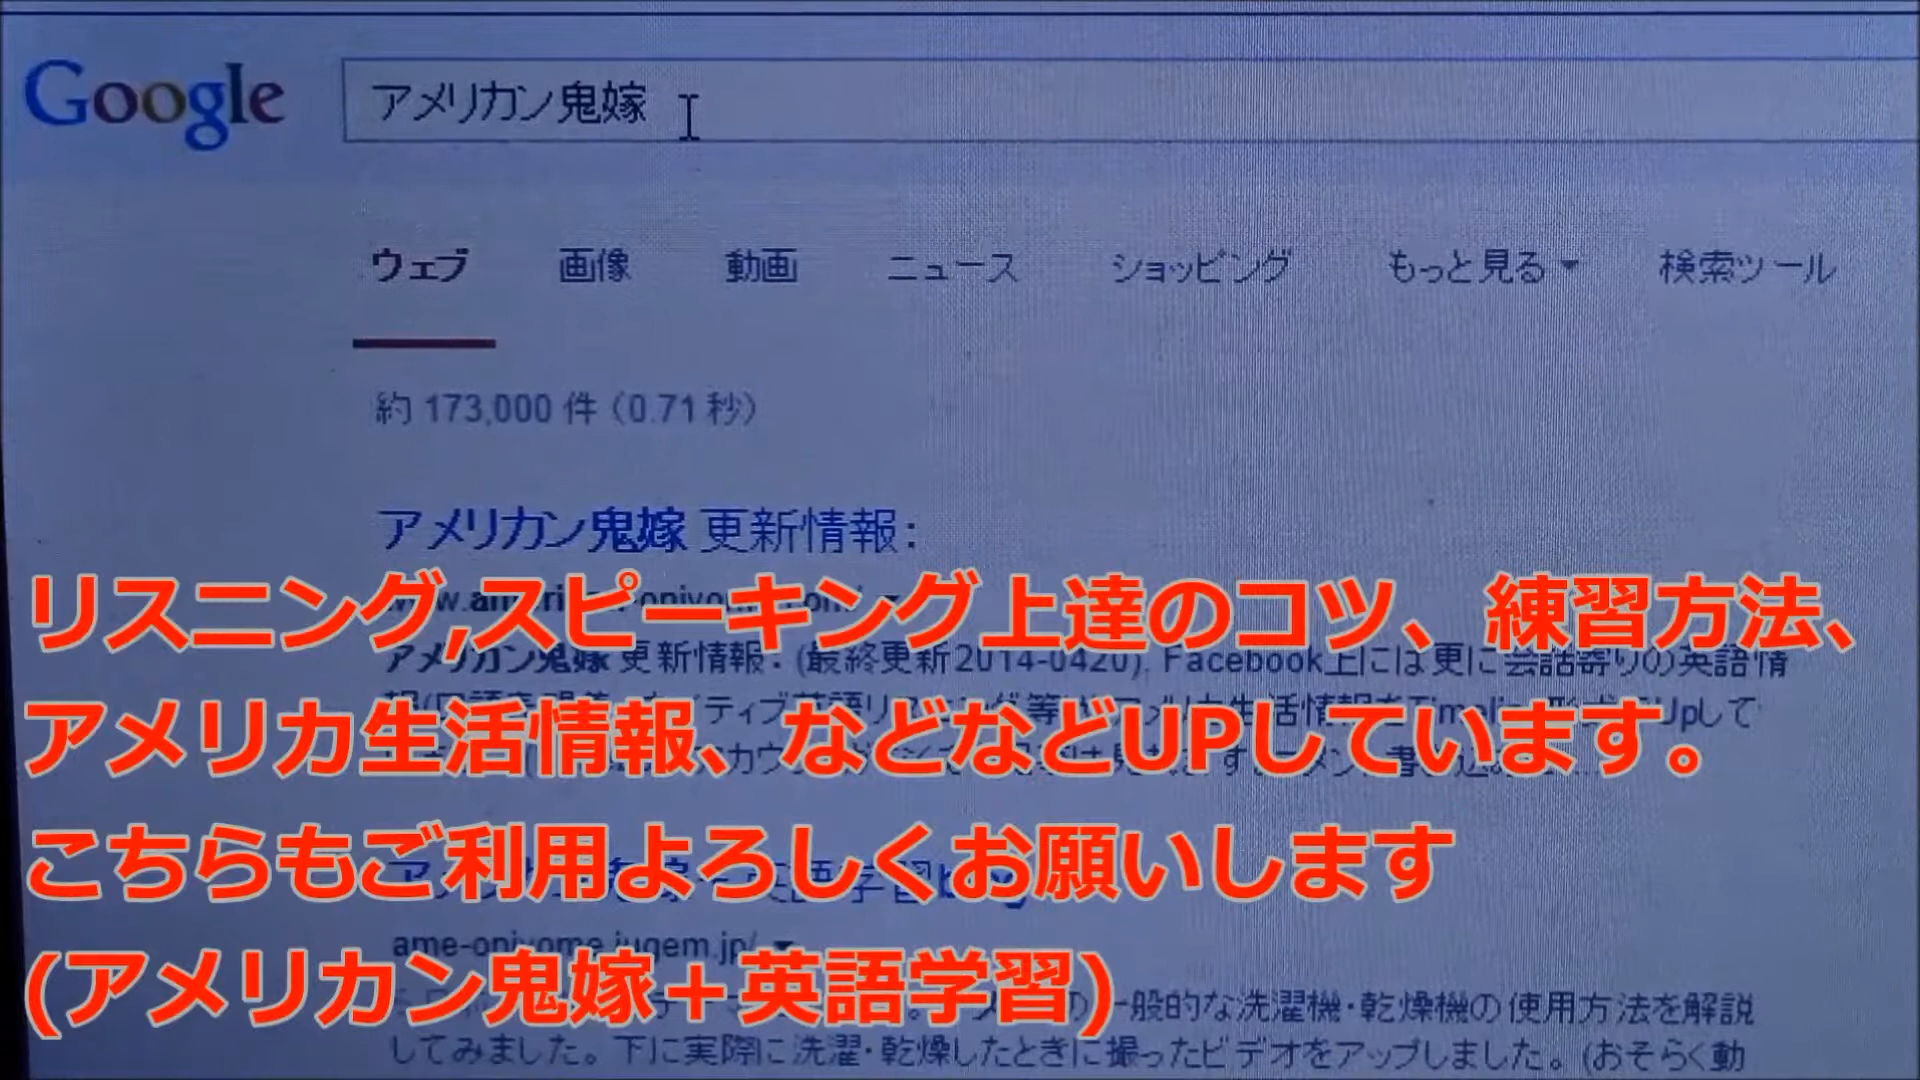 Google
アメリカン鬼嫁
ウェブ 画像 動画 ニュース ショッピング もっと見る 検索ツール
約 173,000 件 (0.71 秒)
アメリカン鬼嫁 更新情報:
リスニング,スピーキング上達のコツ、練習方法、
アメリカン鬼嫁 更新情報: (最終更新2014-0420). Facebook上には更に会話寄りの英語情
アメリカ生活情報、などなどUPしています。
こちらもご利用よろしくお願いします
ame-oniyome.jugem.jp/
(アメリカン鬼嫁+英語学習)
一般的な洗濯機・乾燥機の使用方法を解説
してみました。下に実際に洗濯・乾燥したときに撮ったビデオをアップしました。(おそらく動